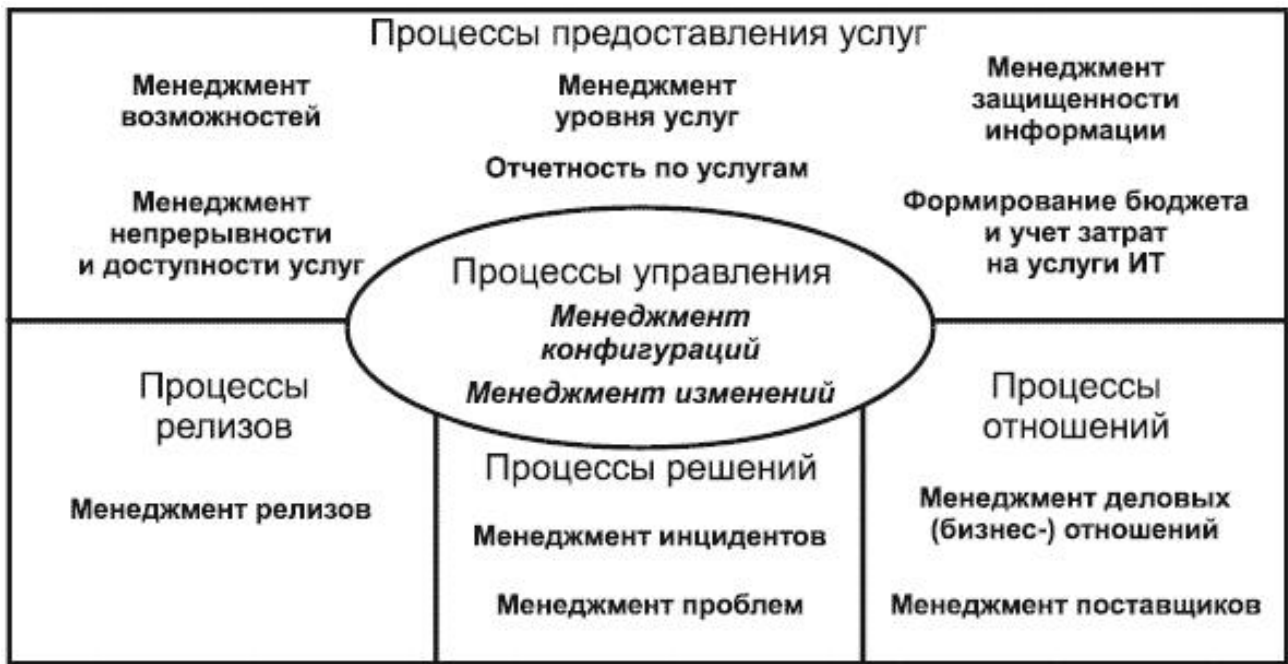 Процессы предоставления услуг
Менеджмент
возможностей
Менеджмент
уровня услуг
Менеджмент
защищенности
информации
Отчетность по услугам
Менеджмент
непрерывности
и доступности услуг
Формирование бюджета
и учет затрат
на услуги ИТ
Процессы управления
Менеджмент
конфигураций
Менеджмент изменений
Процессы
релизов
Менеджмент релизов
Процессы решений
Менеджмент инцидентов
Менеджмент проблем
Процессы
отношений
Менеджмент деловых
(бизнес-) отношений
Менеджмент поставщиков